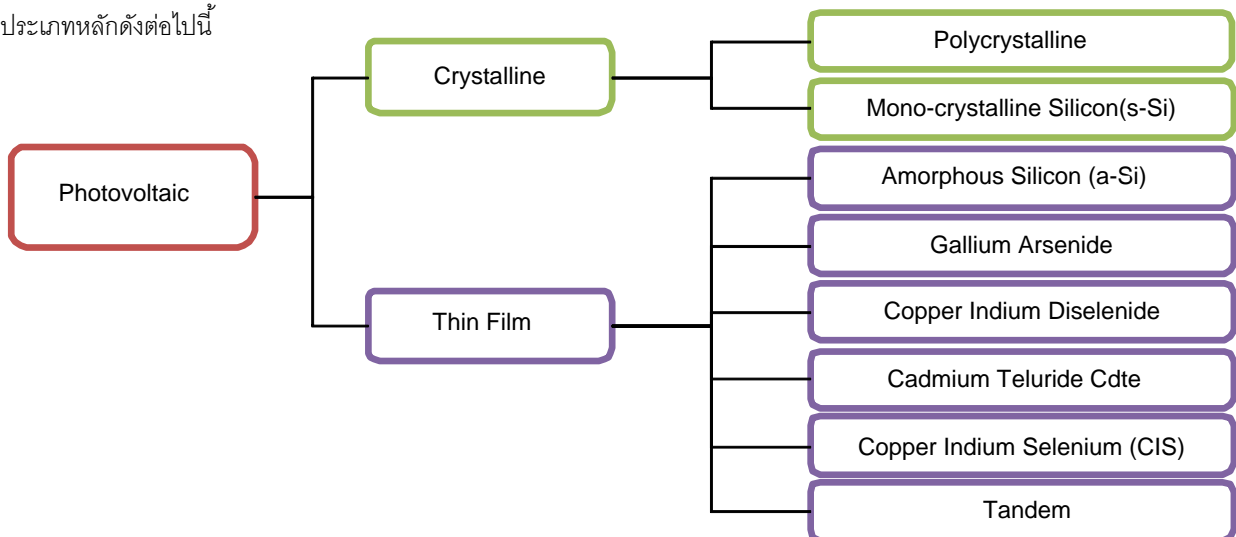 ประเภทหลักดังต่อไปนี้
Polycrystalline
Crystalline
Mono-crystalline Silicon(s-Si)
Amorphous Silicon (a-Si)
Photovoltaic
Gallium Arsenide
Copper Indium Diselenide
Thin Film
Cadmium Teluride Cdte
Copper Indium Selenium (CIS)
Tandem